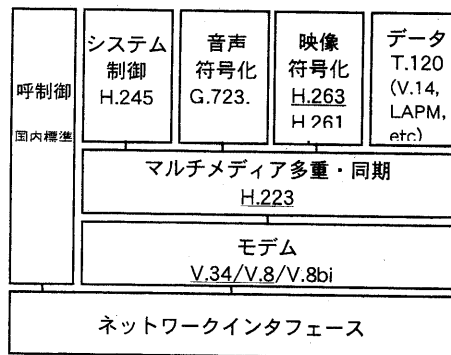 呼制御
国内標準
システム
制御
H.245
音声
符号化
G.723.
映像
符号化
H.263
H.261
データ
T.120
(V.14,
LAPM,
etc)
マルチメディア多重・同期
H.223
モデム
V.34/V.8/V.8bi
ネットワークインタフェース